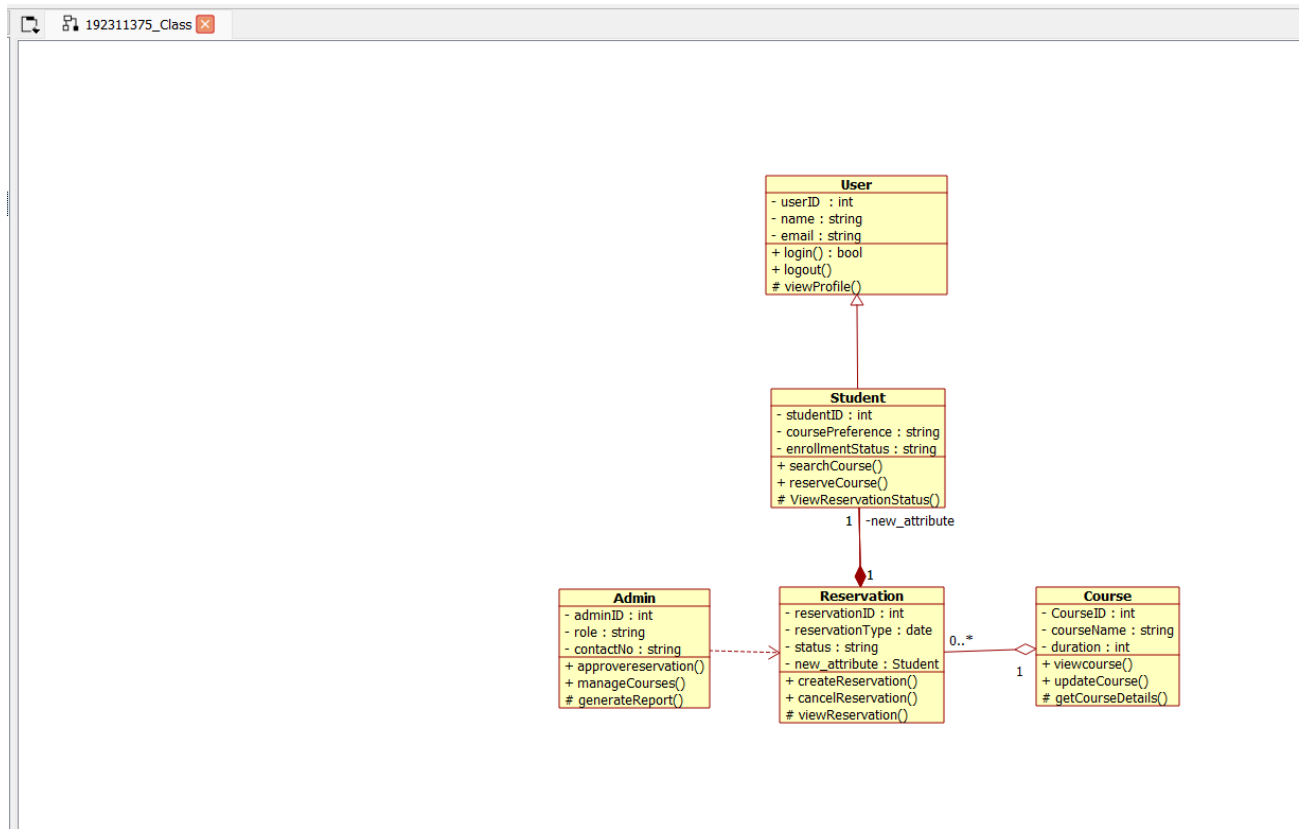 192311375_Class
User
- userID : int
- name : string
- email : string
+ login() : bool
+ logout()
# viewProfile()
Student
- studentID : int
- coursePreference : string
- enrollmentStatus : string
+ searchCourse()
+ reserveCourse()
# ViewReservationStatus()
1 -new_attribute
1
Admin
- adminID : int
- role : string
- contactNo : string
+ approvereservation()
+ manageCourses()
# generateReport()
Reservation
- reservationID : int
- reservationType : date
- status : string
- new_attribute : Student
+ createReservation()
+ cancelReservation()
# viewReservation()
0..*
1
Course
- CourseID : int
- courseName : string
- duration : int
+ viewcourse()
+ updateCourse()
# getCourseDetails()